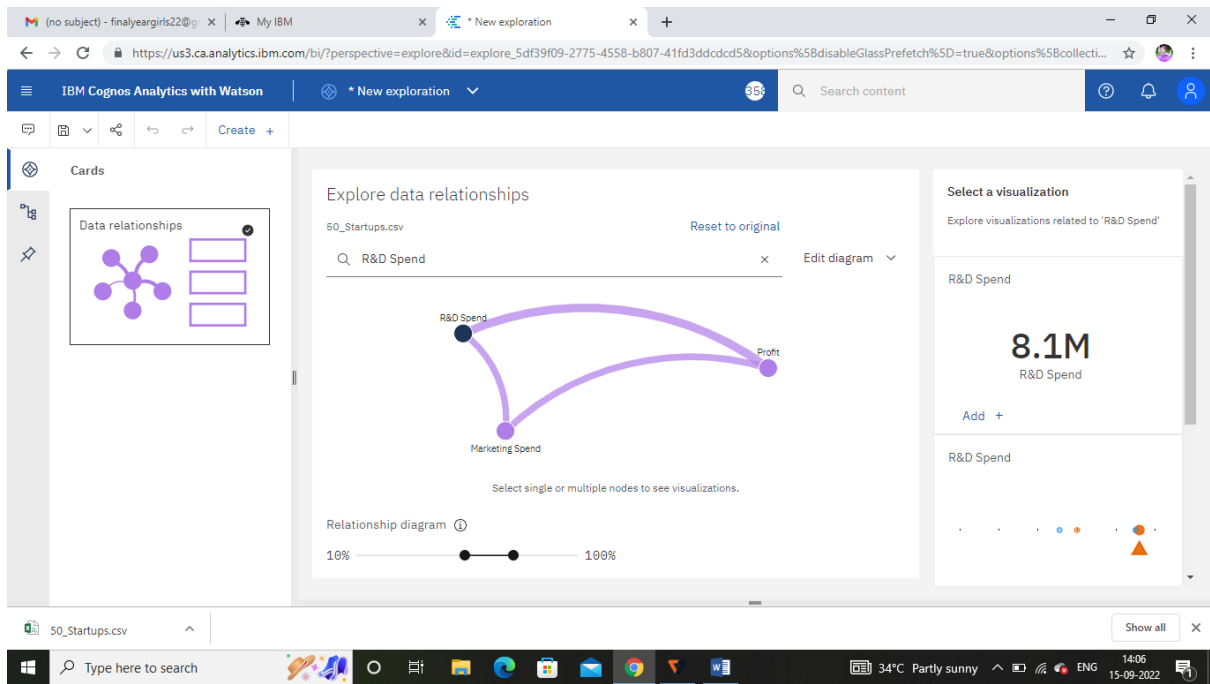 (no subject) - finalyeargirls22@g
My IBM
* New exploration
https://us3.ca.analytics.ibm.com/bi/?perspective=explore&id=explore_5df39f09-2775-4558-b807-41fd3ddcdcd5&options%5BdisableGlassPrefetch%5D=true&options%5Bcollecti...
IBM Cognos Analytics with Watson
* New exploration
358
Search content
Create +
Cards
Data relationships
Explore data relationships
50_Startups.csv
Reset to original
R&D Spend
Edit diagram
R&D Spend
Profit
Marketing Spend
Select single or multiple nodes to see visualizations.
Relationship diagram
10%
100%
Select a visualization
Explore visualizations related to 'R&D Spend'
R&D Spend
8.1M
R&D Spend
Add +
R&D Spend
50_Startups.csv
Show all
Type here to search
34°C Partly sunny
ENG
14:06
15-09-2022
1